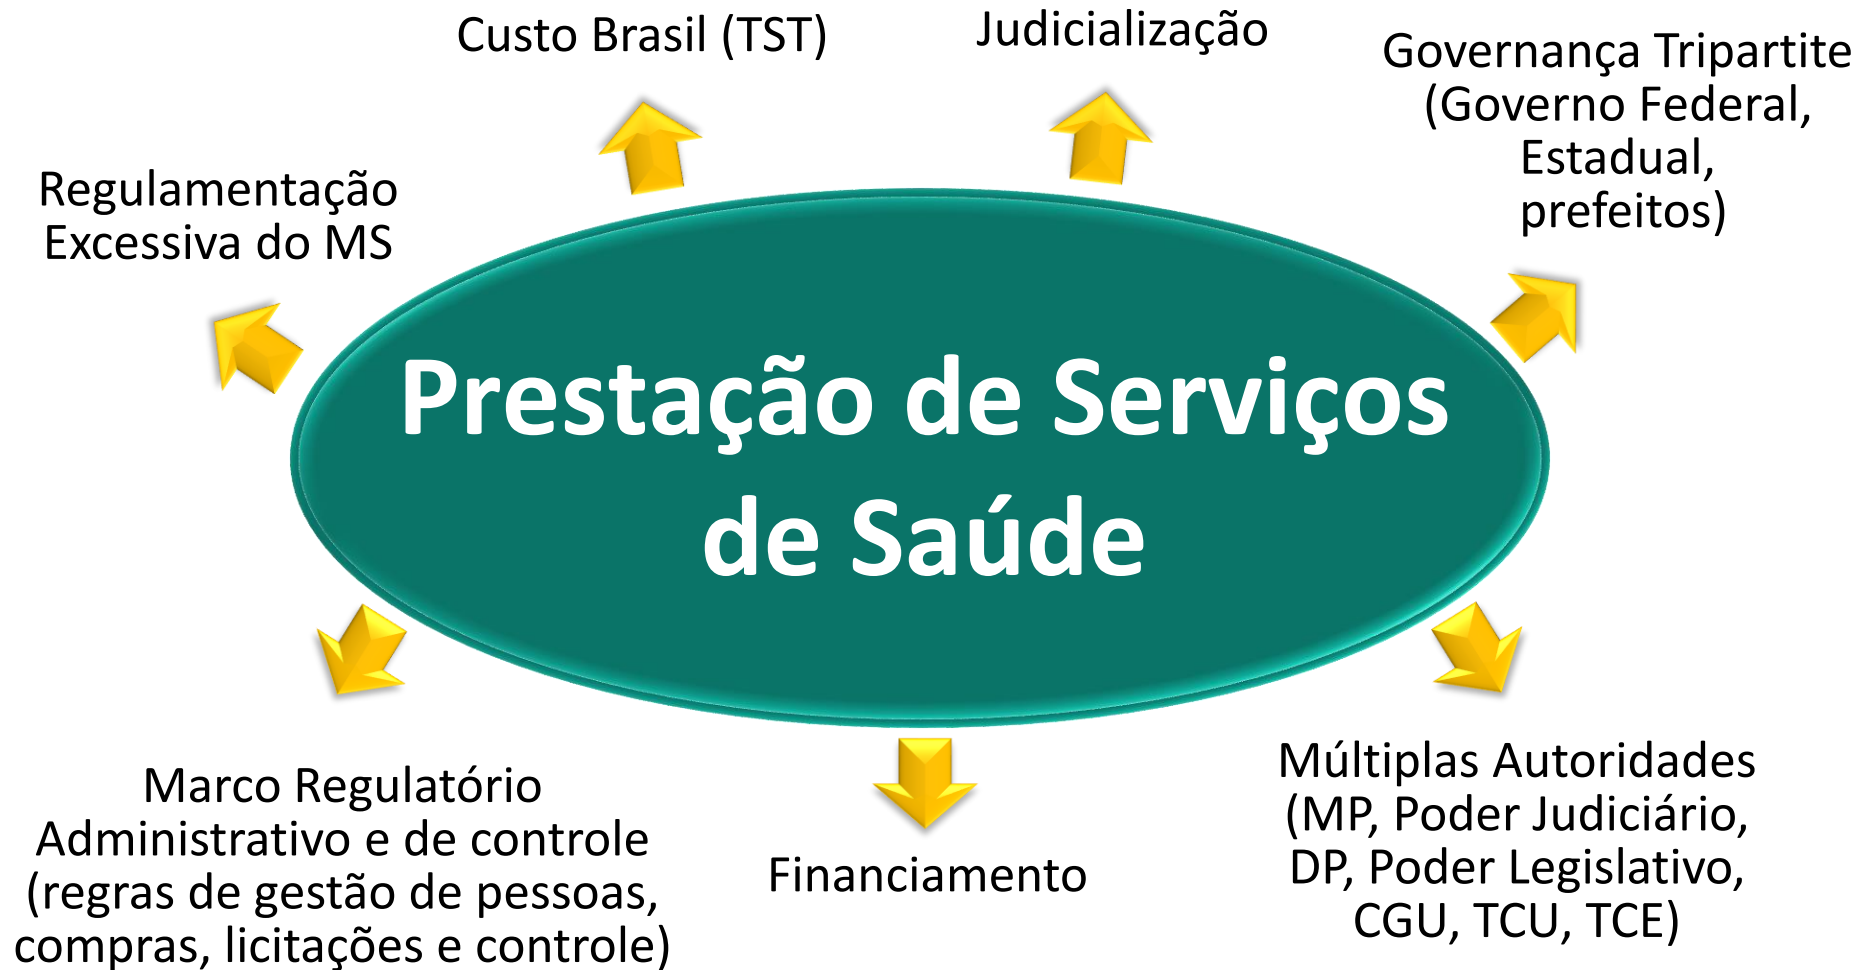 Custo Brasil (TST)
Judicialização
Governança Tripartite
(Governo Federal,
Estadual,
prefeitos)
Regulamentação
Excessiva do MS
Prestação de Serviços
de Saúde
Marco Regulatório
Administrativo e de controle
(regras de gestão de pessoas,
compras, licitações e controle)
Financiamento
Múltiplas Autoridades
(MP, Poder Judiciário,
DP, Poder Legislativo,
CGU, TCU, TCE)